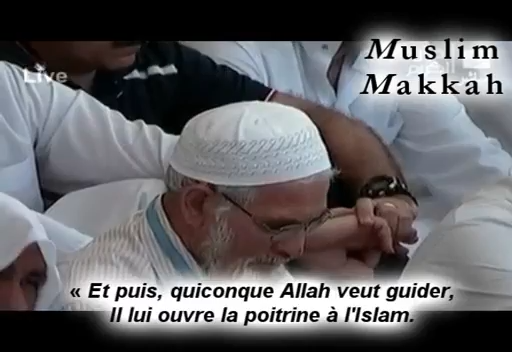 Muslim
Makkah
Live
« Et puis, quiconque Allah veut guider,
Il lui ouvre la poitrine à l'Islam.